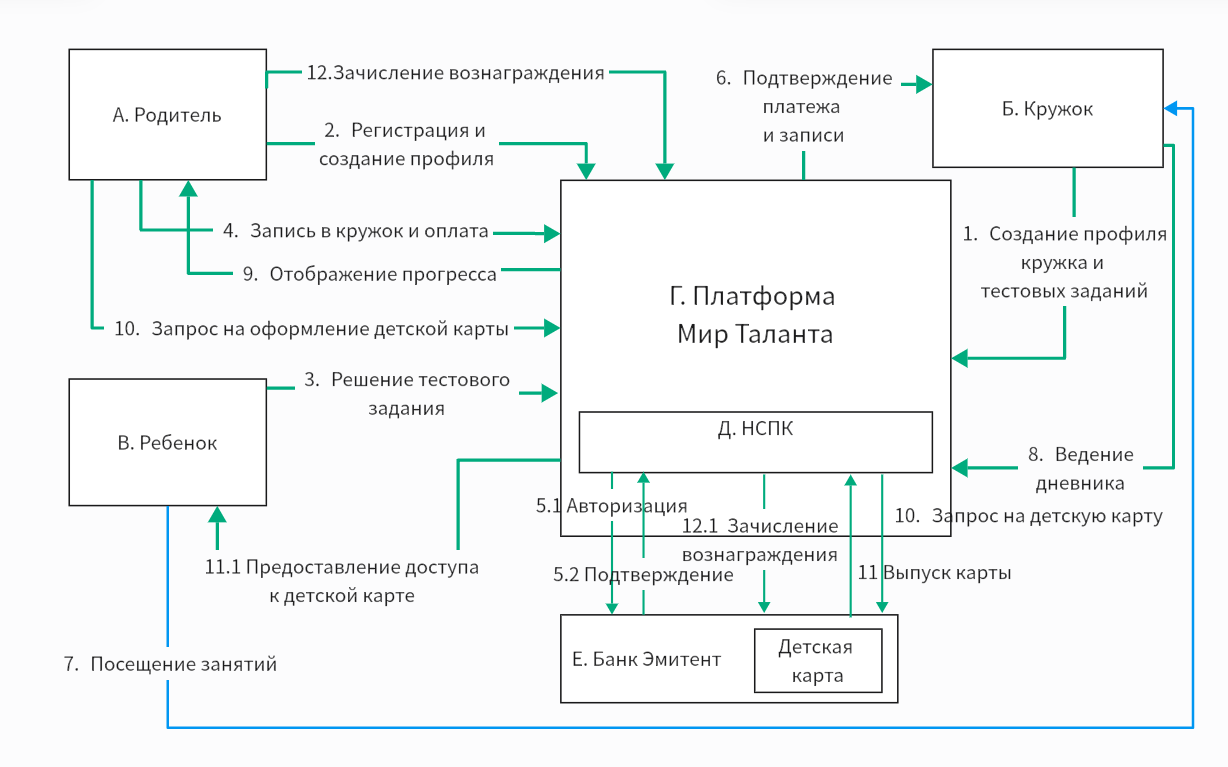 12.Зачисление вознаграждения
6. Подтверждение
платежа
и записи
А. Родитель
Б. Кружок
2. Регистрация и
создание профиля
4. Запись в кружок и оплата
1. Создание профиля
кружка и
тестовых заданий
9. Отображение прогресса
Г. Платформа
Мир Таланта
10. Запрос на оформление детской карты
3. Решение тестового
задания
В. Ребенок
Д. НСПК
8. Ведение
дневника
5.1 Авторизация
12.1 Зачисление
вознаграждения
10. Запрос на детскую карту
11.1 Предоставление доступа
к детской карте
5.2 Подтверждение
11 Выпуск карты
7. Посещение занятий
Е. Банк Эмитент
Детская
карта